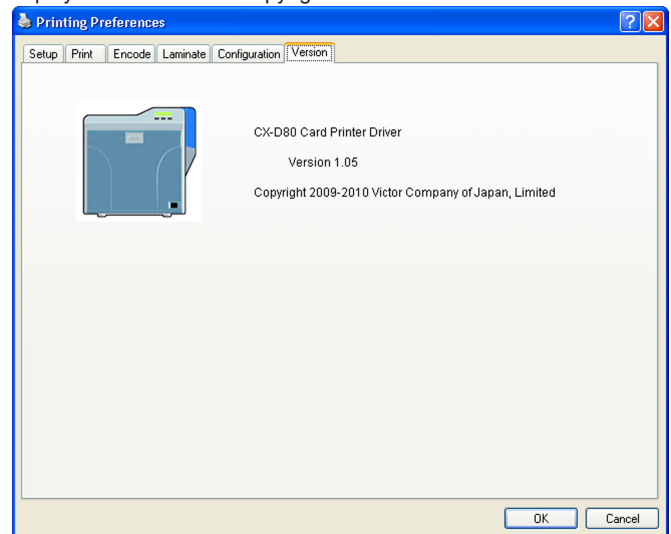 Printing Preferences
Setup Print Encode Laminate Configuration Version
CX-D80 Card Printer Driver
Version 1.05
Copyright 2009-2010 Victor Company of Japan, Limited
OK Cancel